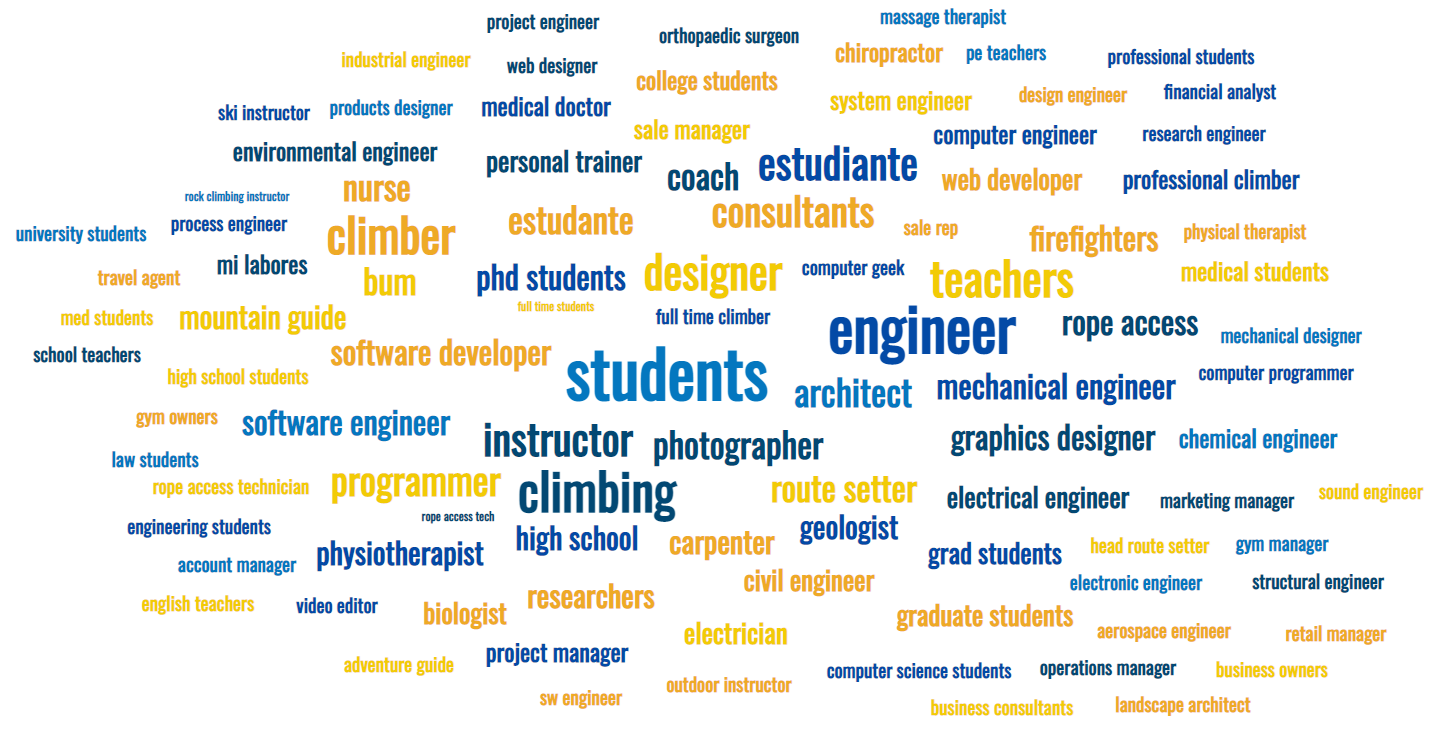 massage therapist
project engineer
orthopaedic surgeon
chiropractor
pe teachers
professional students
industrial engineer
web designer
college students
system engineer
design engineer
financial analyst
ski instructor
products designer
medical doctor
sale manager
computer engineer
research engineer
environmental engineer
personal trainer
coach
estudiante
web developer
professional climber
rock climbing instructor
nurse
university students
process engineer
climber
estudante
consultants
sale rep
firefighters
physical therapist
travel agent
mi labores
bum
phd students
designer
computer geek
teachers
medical students
med students
mountain guide
full time students
full time climber
engineer
rope access
mechanical designer
school teachers
software developer
high school students
students
architect
mechanical engineer
computer programmer
gym owners
software engineer
instructor
photographer
graphics designer
chemical engineer
law students
rope access technician
programmer
climbing
route setter
electrical engineer
marketing manager
sound engineer
engineering students
rope access tech
high school
carpenter
geologist
grad students
head route setter
gym manager
account manager
physiotherapist
civil engineer
electronic engineer
structural engineer
english teachers
video editor
biologist
researchers
graduate students
electrician
aerospace engineer
retail manager
adventure guide
project manager
computer science students
operations manager
business owners
sw engineer
outdoor instructor
business consultants
landscape architect